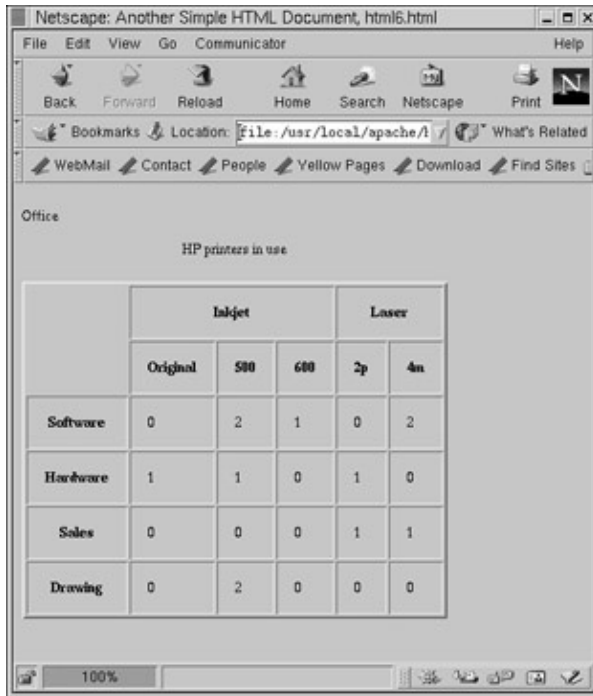 Netscape: Another Simple HTML Document, html6.html
File Edit View Go Communicator Help
Back Forward Reload Home Search Netscape Print N
Bookmarks Location: file:/usr/local/apache/ What's Related
WebMail Contact People Yellow Pages Download Find Sites
Office
HP printers in use
Inkjet Laser
Original 500 600 2p 4m
Software 0 2 1 0 2
Hardware 1 1 0 1 0
Sales 0 0 0 1 1
Drawing 0 2 0 0 0
100%